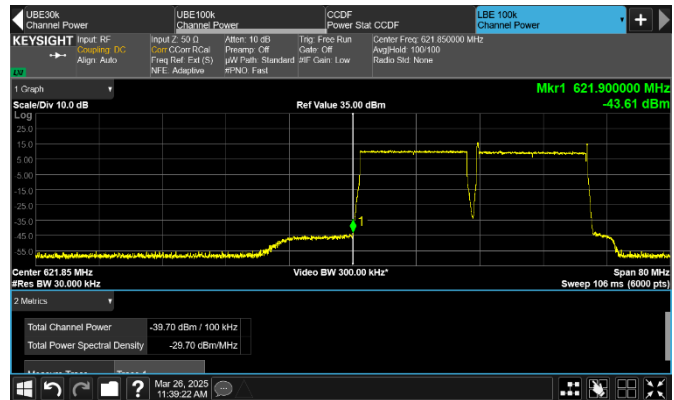 UBE30k
Channel Power
UBE100k
Channel Power
CCDF
Power Stat CCDF
LBE 100k
Channel Power
KEYSIGHT
Input: RF
Coupling: DC
Align: Auto
Input Z: 50 Ω
Corr CCorr RCal
Freq Ref: Ext (S)
NFE: Adaptive
Atten: 10 dB
Preamp: Off
µW Path: Standard
#PNO: Fast
Trig: Free Run
Gate: Off
#IF Gain: Low
Center Freq: 621.850000 MHz
Avg|Hold: 100/100
Radio Std: None
LXI
1 Graph
Mkr1 621.900000 MHz
-43.61 dBm
Scale/Div 10.0 dB
Ref Value 35.00 dBm
Log
25.0
15.0
5.00
-5.00
-15.0
-25.0
-35.0
-45.0
-55.0
1
Center 621.85 MHz
#Res BW 30.000 kHz
Video BW 300.00 kHz*
Span 80 MHz
Sweep 106 ms (6000 pts)
2 Metrics
Total Channel Power -39.70 dBm / 100 kHz
Total Power Spectral Density -29.70 dBm/MHz
Measure Trace Trace 1
?
Mar 26, 2025
11:39:22 AM